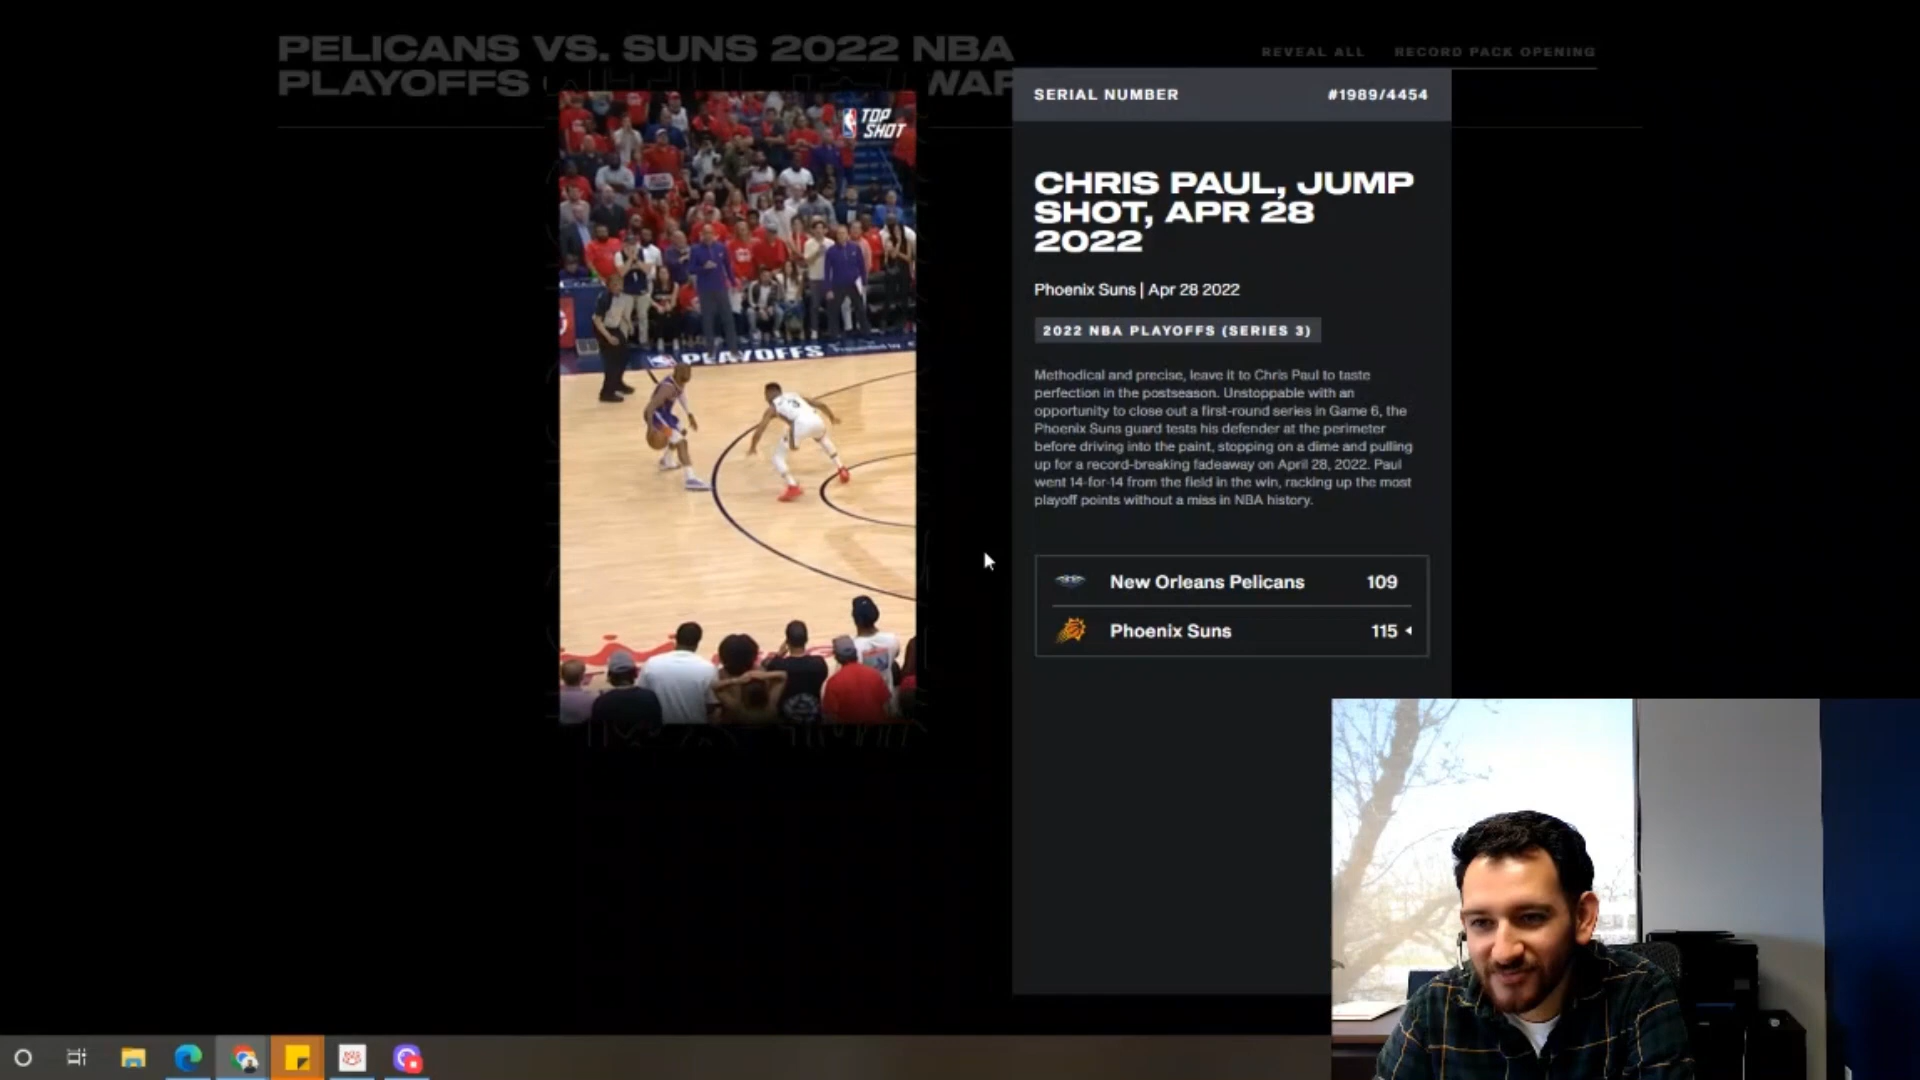 PELICANS VS. SUNS 2022 NBA
PLAYOFFS
REVEAL ALL
RECORD PACK OPENING
TOP
SHOT
PLAYOFFS Presented by
SERIAL NUMBER
#1989/4454
CHRIS PAUL, JUMP
SHOT, APR 28
2022
Phoenix Suns | Apr 28 2022
2022 NBA PLAYOFFS (SERIES 3)
Methodical and precise, leave it to Chris Paul to taste
perfection in the postseason. Unstoppable with an
opportunity to close out a first-round series in Game 6, the
Phoenix Suns guard tests his defender at the perimeter
before driving into the paint, stopping on a dime and pulling
up for a record-breaking fadeaway on April 28, 2022. Paul
went 14-for-14 from the field in the win, racking up the most
playoff points without a miss in NBA history.
New Orleans Pelicans 109
Phoenix Suns 115